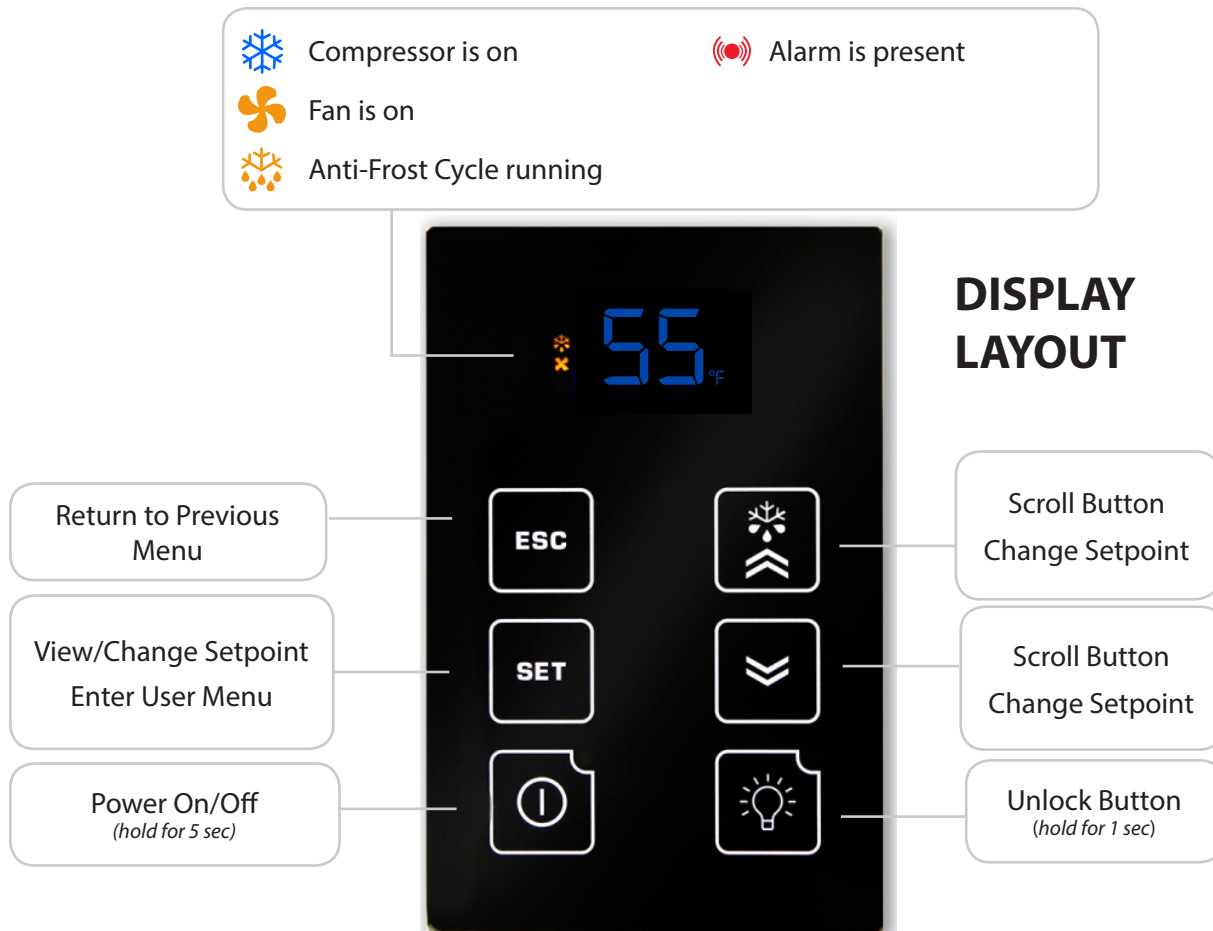 Compressor is on
Alarm is present
Fan is on
Anti-Frost Cycle running
DISPLAY
LAYOUT
55 °F
Return to Previous
Menu
ESC
Scroll Button
Change Setpoint
View/Change Setpoint
Enter User Menu
SET
Scroll Button
Change Setpoint
Power On/Off
(hold for 5 sec)
Unlock Button
(hold for 1 sec)